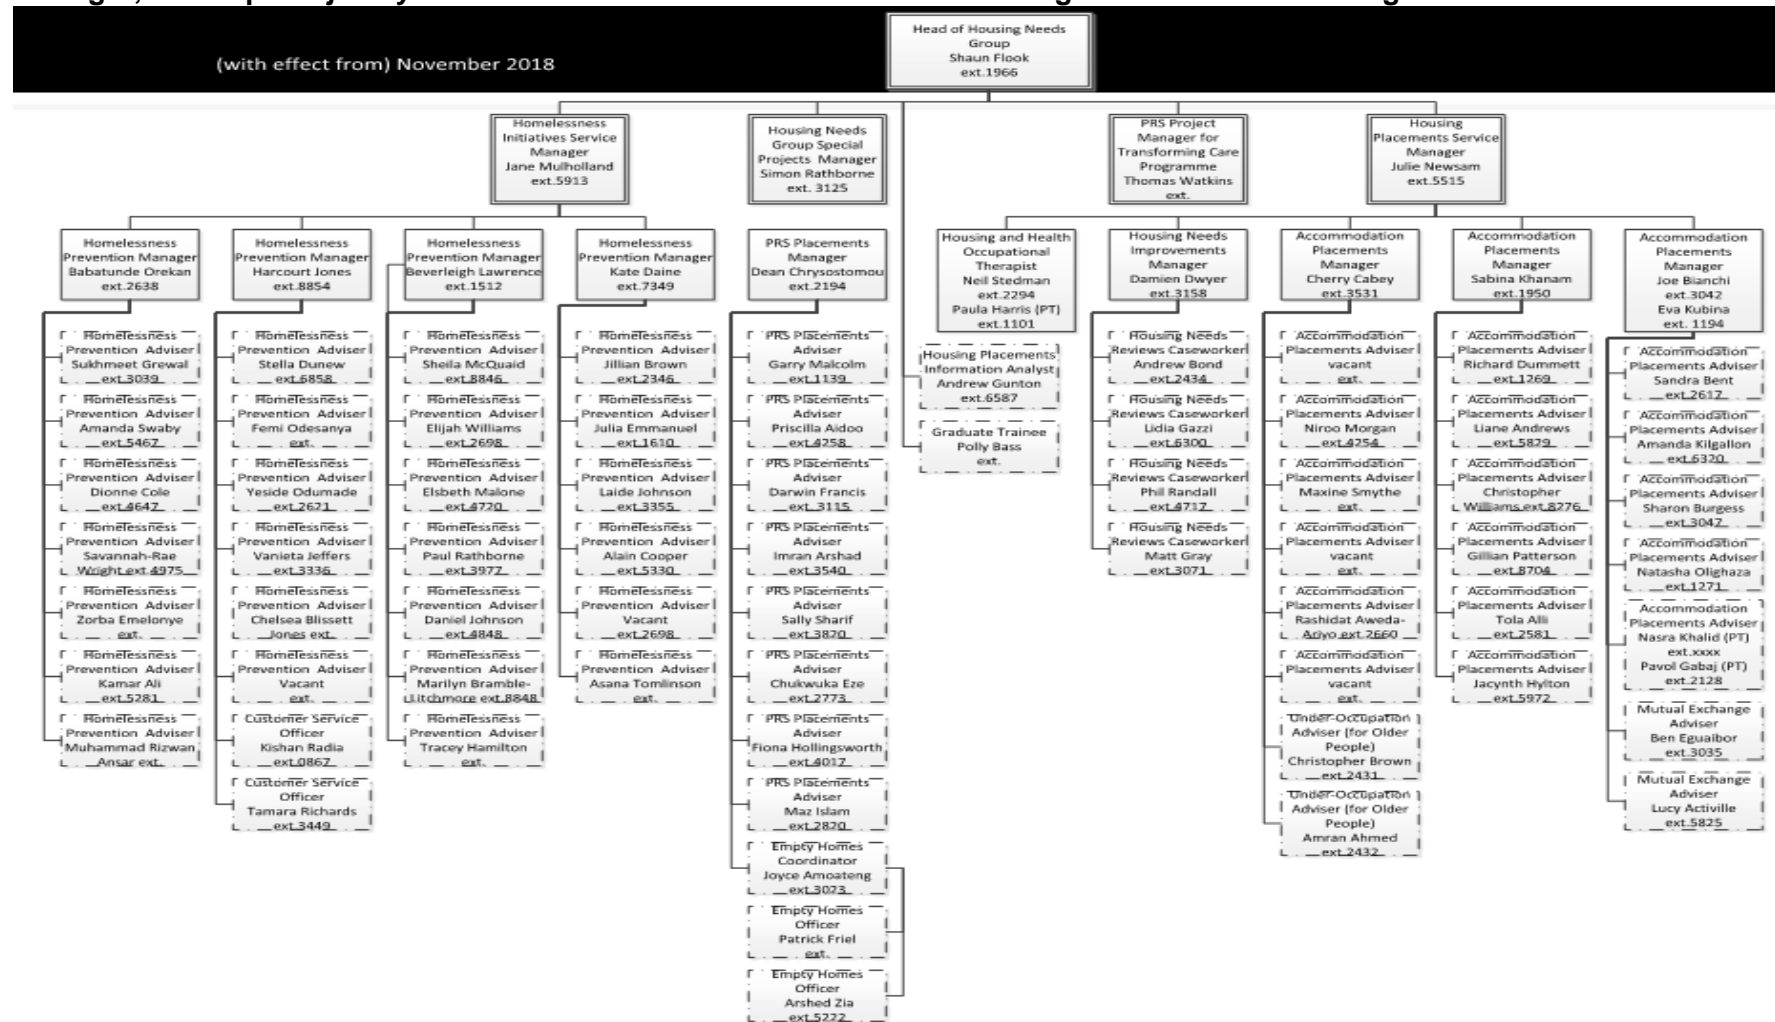 (with effect from) November 2018
Head of Housing Needs
Group
Shaun Flook
ext.1966
Homelessness
Initiatives Service
Manager
Jane Mulholland
ext.5913
Housing Needs
Group Special
Projects Manager
Simon Rathborne
ext. 3125
PRS Project
Manager for
Transforming Care
Programme
Thomas Watkins
ext.
Housing
Placements Service
Manager
Julie Newsam
ext.5515
Homelessness
Prevention Manager
Babatunde Orekan
ext.2638
Homelessness
Prevention Adviser
Sukhmeet Grewal
ext.3039
Homelessness
Prevention Adviser
Amanda Swaby
ext.5467
Homelessness
Prevention Adviser
Dionne Cole
ext.4647
Homelessness
Prevention Adviser
Savannah-Rae
Wright ext.4975
Homelessness
Prevention Adviser
Zorba Emelonye
ext.
Homelessness
Prevention Adviser
Kamar Ali
ext.5281
Homelessness
Prevention Adviser
Muhammad Rizwan
Ansar ext.
Homelessness
Prevention Manager
Harcourt Jones
ext.8854
Homelessness
Prevention Adviser
Stella Dunew
ext.6858
Homelessness
Prevention Adviser
Femi Odesanya
ext.
Homelessness
Prevention Adviser
Yeside Odumade
ext.2621
Homelessness
Prevention Adviser
Vanieta Jeffers
ext.3336
Homelessness
Prevention Adviser
Chelsea Blissett
Jones ext.
Homelessness
Prevention Adviser
Vacant
ext.
Customer Service
Officer
Kishan Radia
ext.0867
Customer Service
Officer
Tamara Richards
ext.3449
Homelessness
Prevention Manager
Beverleigh Lawrence
ext.1512
Homelessness
Prevention Adviser
Sheila McQuaid
ext.8846
Homelessness
Prevention Adviser
Elijah Williams
ext.2698
Homelessness
Prevention Adviser
Elsbeth Malone
ext.4720
Homelessness
Prevention Adviser
Paul Rathborne
ext.3977
Homelessness
Prevention Adviser
Daniel Johnson
ext.4848
Homelessness
Prevention Adviser
Marilyn Bramble-
Litchmore ext.8848
Homelessness
Prevention Adviser
Tracey Hamilton
ext.
Homelessness
Prevention Manager
Kate Daine
ext.7349
Homelessness
Prevention Adviser
Jillian Brown
ext.2346
Homelessness
Prevention Adviser
Julia Emmanuel
ext.1610
Homelessness
Prevention Adviser
Laide Johnson
ext.3355
Homelessness
Prevention Adviser
Alain Cooper
ext.5330
Homelessness
Prevention Adviser
Vacant
ext.2698
Homelessness
Prevention Adviser
Asana Tomlinson
ext.
PRS Placements
Manager
Dean Chrysostomou
ext.2194
PRS Placements
Adviser
Garry Malcolm
ext.1139
PRS Placements
Adviser
Priscilla Aidoo
ext.4258
PRS Placements
Adviser
Darwin Francis
ext.3115
PRS Placements
Adviser
Imran Arshad
ext.3540
PRS Placements
Adviser
Sally Sharif
ext.3820
PRS Placements
Adviser
Chukwuka Eze
ext.2773
PRS Placements
Adviser
Fiona Hollingsworth
ext.4017
PRS Placements
Adviser
Maz Islam
ext.2820
Empty Homes
Coordinator
Joyce Amoateng
ext.3023
Empty Homes
Officer
Patrick Friel
ext.
Empty Homes
Officer
Arshed Zia
ext.5222
Housing and Health
Occupational
Therapist
Neil Stedman
ext.2294
Paula Harris (PT)
ext.1101
Housing Placements
Information Analyst
Andrew Gunton
ext.6587
Graduate Trainee
Polly Bass
ext.
Housing Needs
Improvements
Manager
Damien Dwyer
ext.3158
Housing Needs
Reviews Caseworker
Andrew Bond
ext.2434
Housing Needs
Reviews Caseworker
Lidia Gazzi
ext.6300
Housing Needs
Reviews Caseworker
Phil Randall
ext.4717
Housing Needs
Reviews Caseworker
Matt Gray
ext.3071
Accommodation
Placements
Manager
Cherry Cabey
ext.3531
Accommodation
Placements Adviser
vacant
ext.
Accommodation
Placements Adviser
Niroo Morgan
ext.4254
Accommodation
Placements Adviser
Maxine Smythe
ext.
Accommodation
Placements Adviser
vacant
ext.
Accommodation
Placements Adviser
Rashidat Aweda-
Ariyo ext.2660
Accommodation
Placements Adviser
vacant
ext.
Under-Occupation
Adviser (for Older
People)
Christopher Brown
ext.2431
Under-Occupation
Adviser (for Older
People)
Amran Ahmed
ext.2432
Accommodation
Placements
Manager
Sabina Khanam
ext.1950
Accommodation
Placements Adviser
Richard Dummett
ext.1269
Accommodation
Placements Adviser
Liane Andrews
ext.5829
Accommodation
Placements Adviser
Christopher
Williams ext.8276
Accommodation
Placements Adviser
Gillian Patterson
ext.8704
Accommodation
Placements Adviser
Tola Alli
ext.2581
Accommodation
Placements Adviser
Jacynth Hylton
ext.5972
Accommodation
Placements
Manager
Joe Bianchi
ext.3042
Eva Kubina
ext. 1194
Accommodation
Placements Adviser
Sandra Bent
ext.2617
Accommodation
Placements Adviser
Amanda Kilgallon
ext.6320
Accommodation
Placements Adviser
Sharon Burgess
ext.3047
Accommodation
Placements Adviser
Natasha Olighaza
ext.1271
Accommodation
Placements Adviser
Nasra Khalid (PT)
ext.xxxx
Pavol Gabaj (PT)
ext.2128
Mutual Exchange
Adviser
Ben Eguaibor
ext.3035
Mutual Exchange
Adviser
Lucy Activille
ext.5825